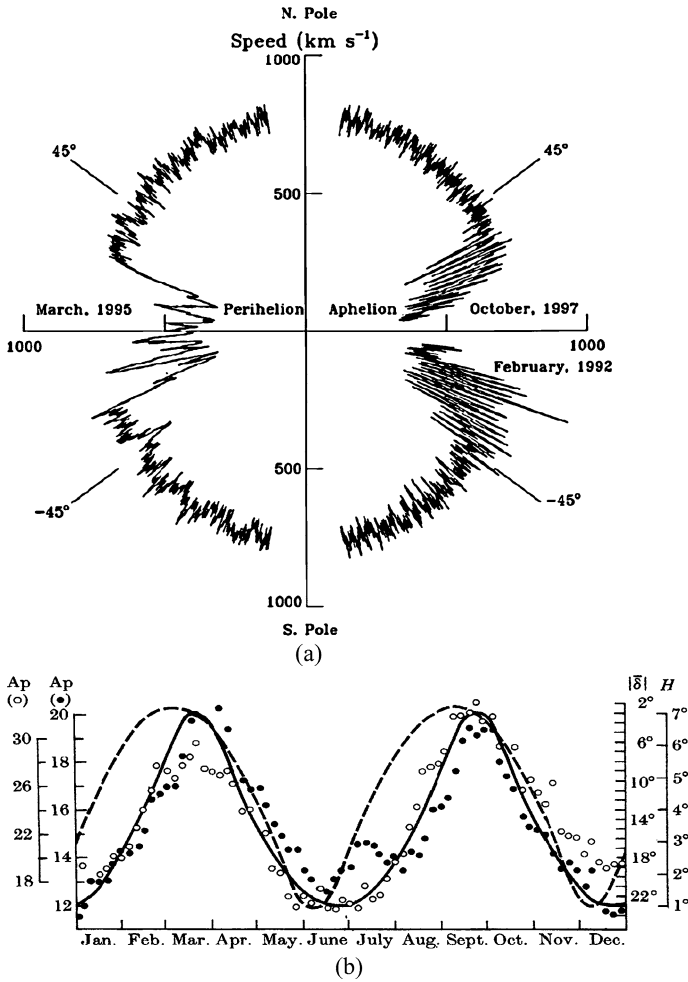 N. Pole
Speed (km s⁻¹)
1000
45°
45°
500
March, 1995
Perihelion
Aphelion
October, 1997
1000
1000
February, 1992
500
-45°
-45°
1000
S. Pole
(a)
Ap
Ap
|δ̄|
H
(○)
(●)
20
2°
7°
30
18
6°
6°
26
16
10°
5°
4°
22
14
14°
3°
18
18°
2°
12
22°
1°
Jan.
Feb.
Mar.
Apr.
May.
June
July
Aug.
Sept.
Oct.
Nov.
Dec.
(b)